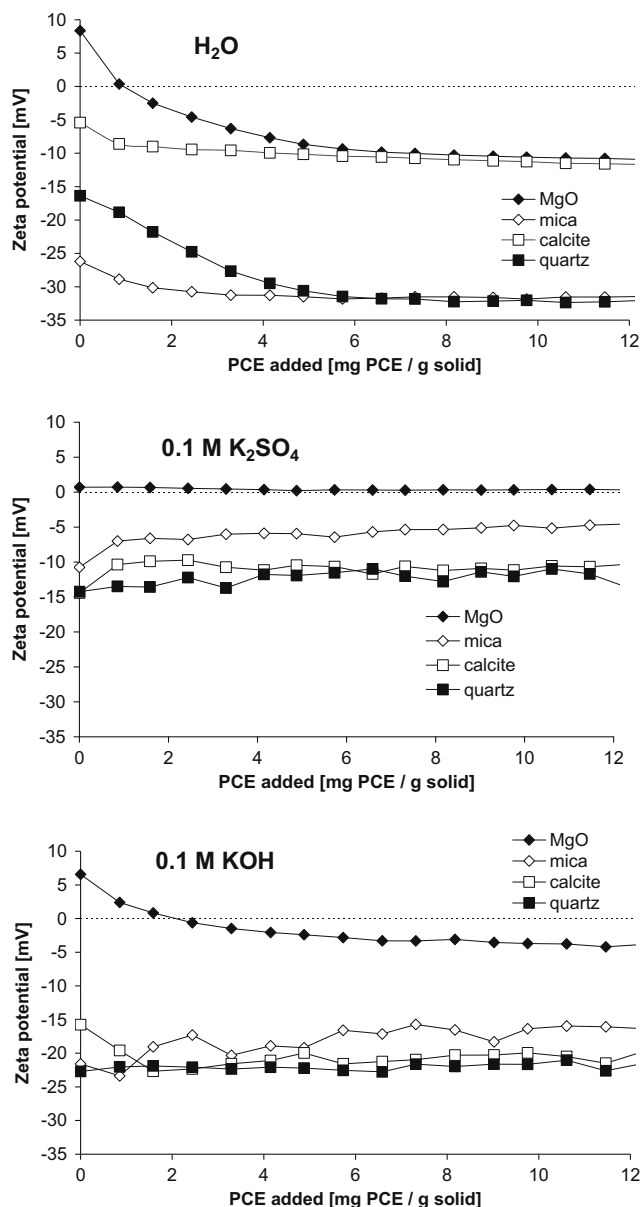 H₂O
10
5
0
-5
-10
-15
-20
-25
-30
-35
Zeta potential [mV]
MgO
mica
calcite
quartz
0 2 4 6 8 10 12
PCE added [mg PCE / g solid]
0.1 M K₂SO₄
10
5
0
-5
-10
-15
-20
-25
-30
-35
Zeta potential [mV]
MgO
mica
calcite
quartz
0 2 4 6 8 10 12
PCE added [mg PCE / g solid]
0.1 M KOH
10
5
0
-5
-10
-15
-20
-25
-30
-35
Zeta potential [mV]
MgO
mica
calcite
quartz
0 2 4 6 8 10 12
PCE added [mg PCE / g solid]